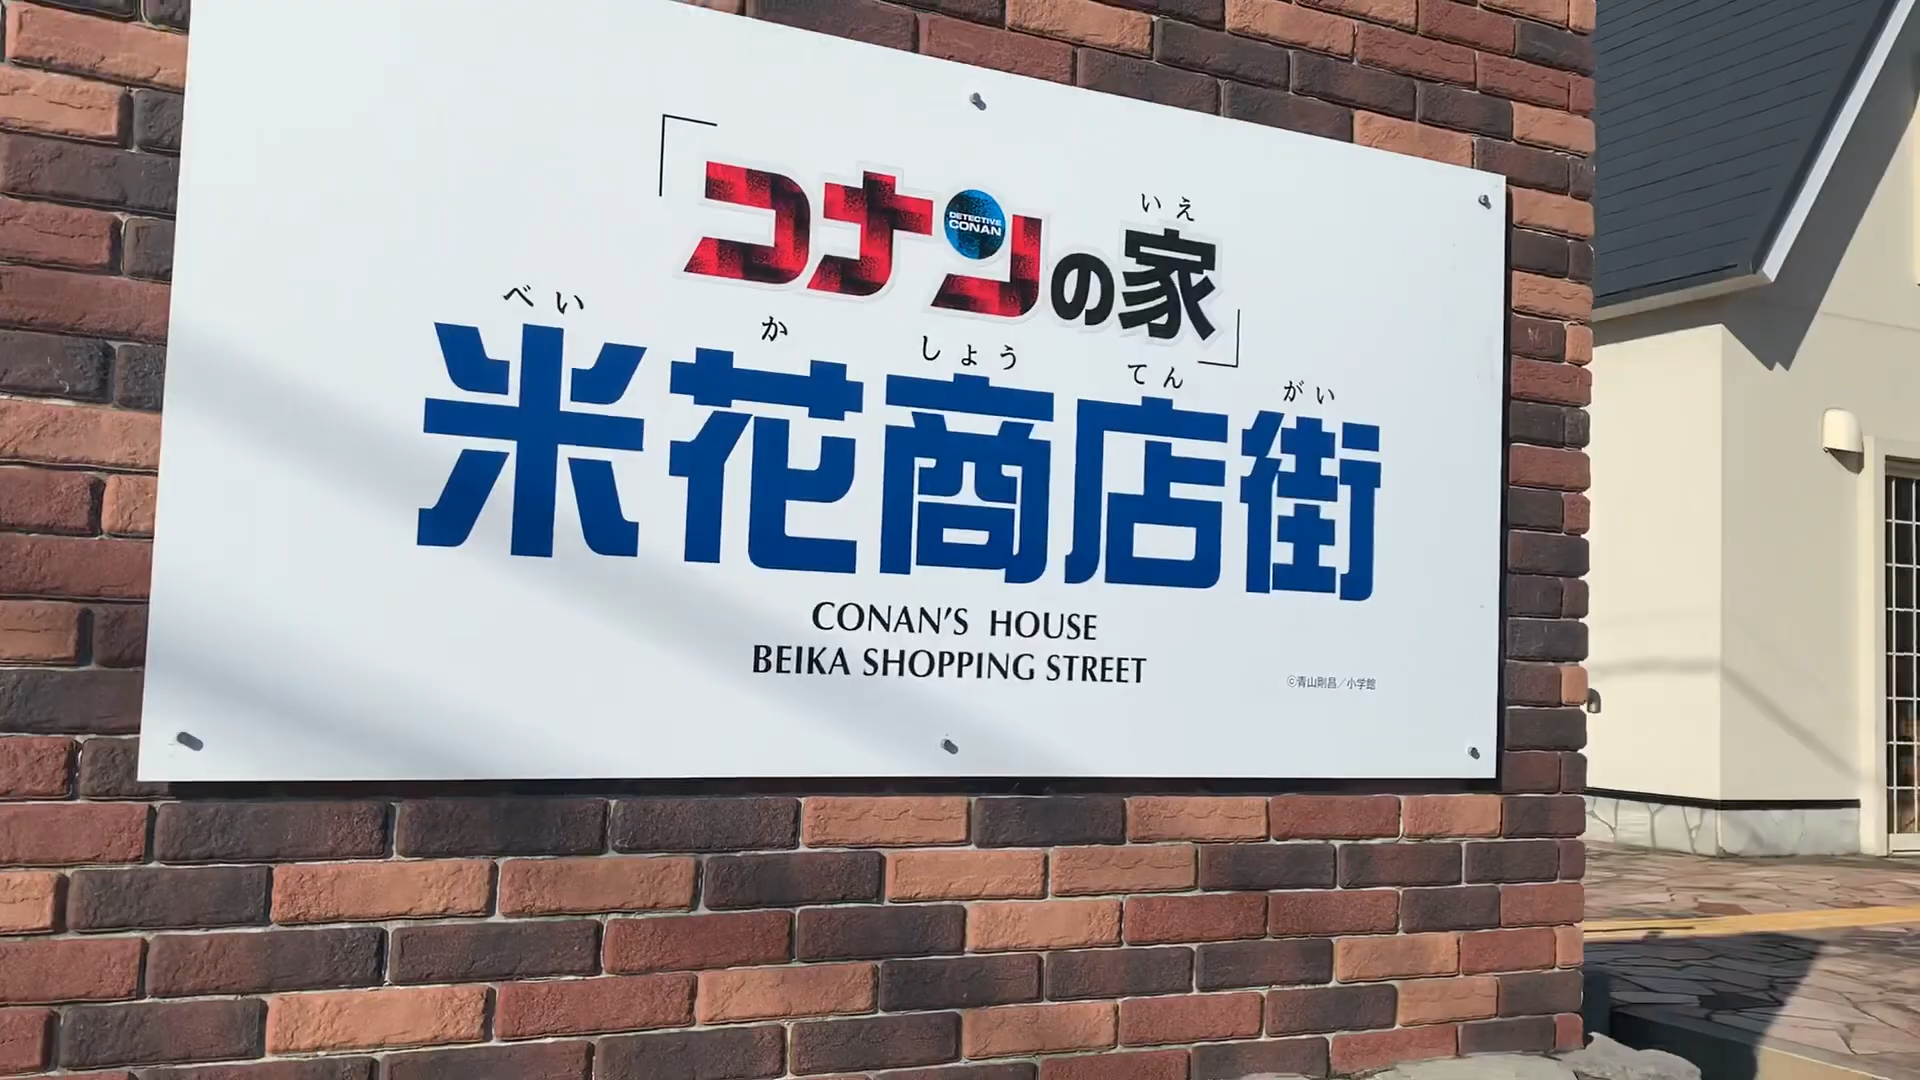 いえ
「コナンの家」
DETECTIVE
CONAN
べい か しょう てん がい
米花商店街
CONAN'S HOUSE
BEIKA SHOPPING STREET
©青山剛昌／小学館